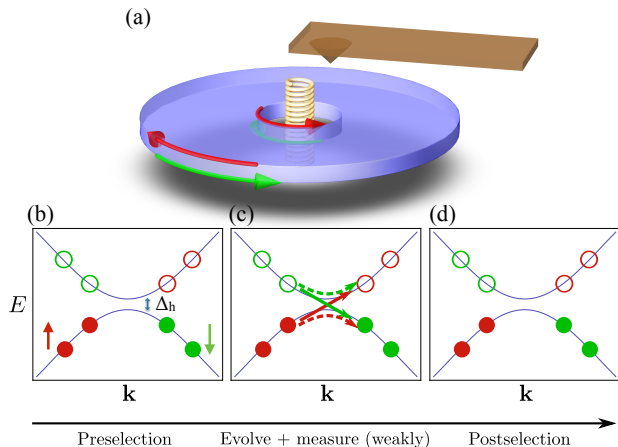 (a)
(b) (c) (d)
E
Δh
k k k
Preselection Evolve + measure (weakly) Postselection